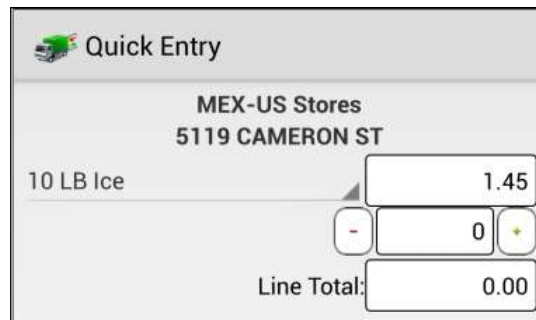 Quick Entry
MEX-US Stores
5119 CAMERON ST
10 LB Ice 1.45
- 0 +
Line Total: 0.00